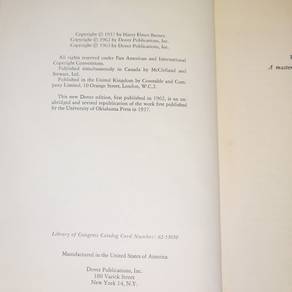 Copyright © 1937 by Harry Elmer Barnes.
Copyright © 1962 by Dover Publications, Inc.
Copyright © 1963 by Dover Publications, Inc.
All rights reserved under Pan American and International
Copyright Conventions.
Published simultaneously in Canada by McClelland and
Stewart, Ltd.
Published in the United Kingdom by Constable and Com-
pany Limited, 10 Orange Street, London, W.C.2.
This new Dover edition, first published in 1962, is an un-
abridged and revised republication of the work first published
by the University of Oklahoma Press in 1937.
Library of Congress Catalog Card Number:
Manufactured in the United States of America
Dover Publications, Inc.
180 Varick Street
New York 14, N.Y.
A master